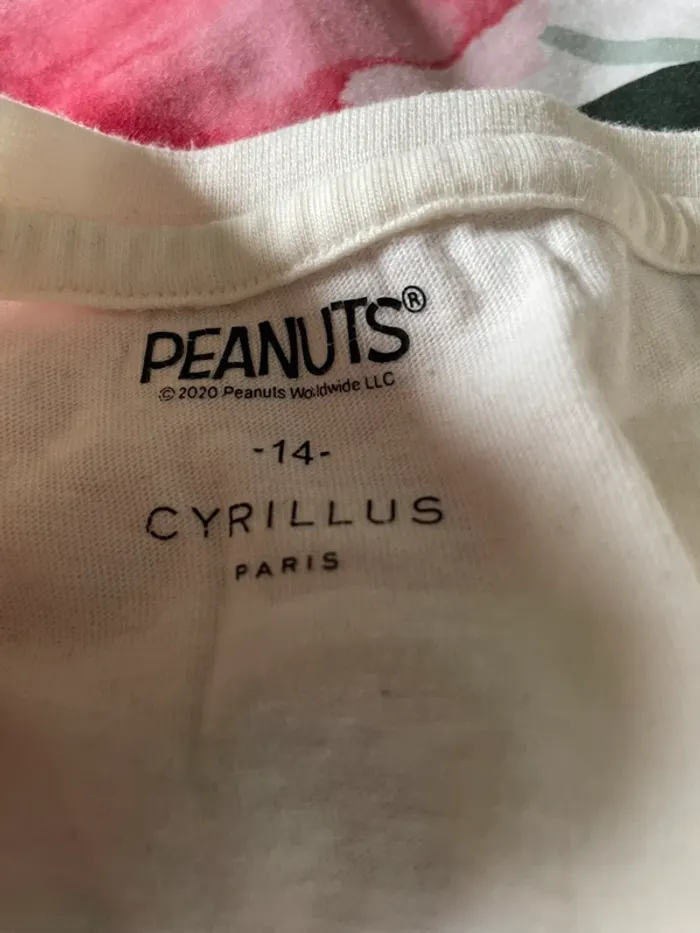 PEANUTS®
©2020 Peanuts Worldwide LLC
-14-
CYRILLUS
PARIS